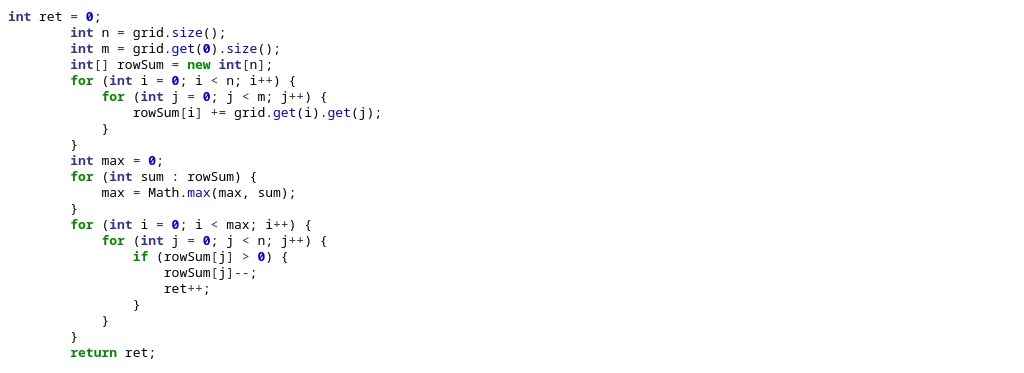 int ret = 0;
        int n = grid.size();
        int m = grid.get(0).size();
        int[] rowSum = new int[n];
        for (int i = 0; i < n; i++) {
            for (int j = 0; j < m; j++) {
                rowSum[i] += grid.get(i).get(j);
            }
        }
        int max = 0;
        for (int sum : rowSum) {
            max = Math.max(max, sum);
        }
        for (int i = 0; i < max; i++) {
            for (int j = 0; j < n; j++) {
                if (rowSum[j] > 0) {
                    rowSum[j]--;
                    ret++;
                }
            }
        }
        return ret;